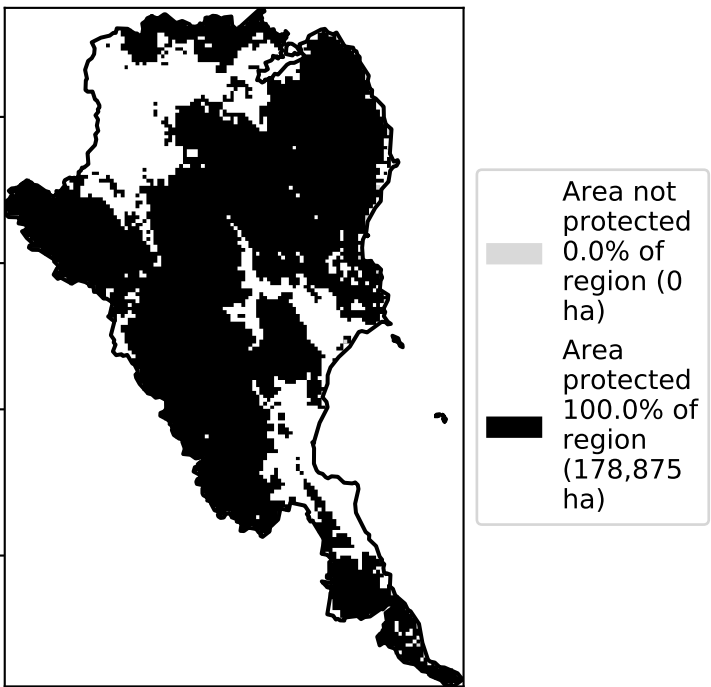 Area not
protected
0.0% of
region (0
ha)
Area
protected
100.0% of
region
(178,875
ha)